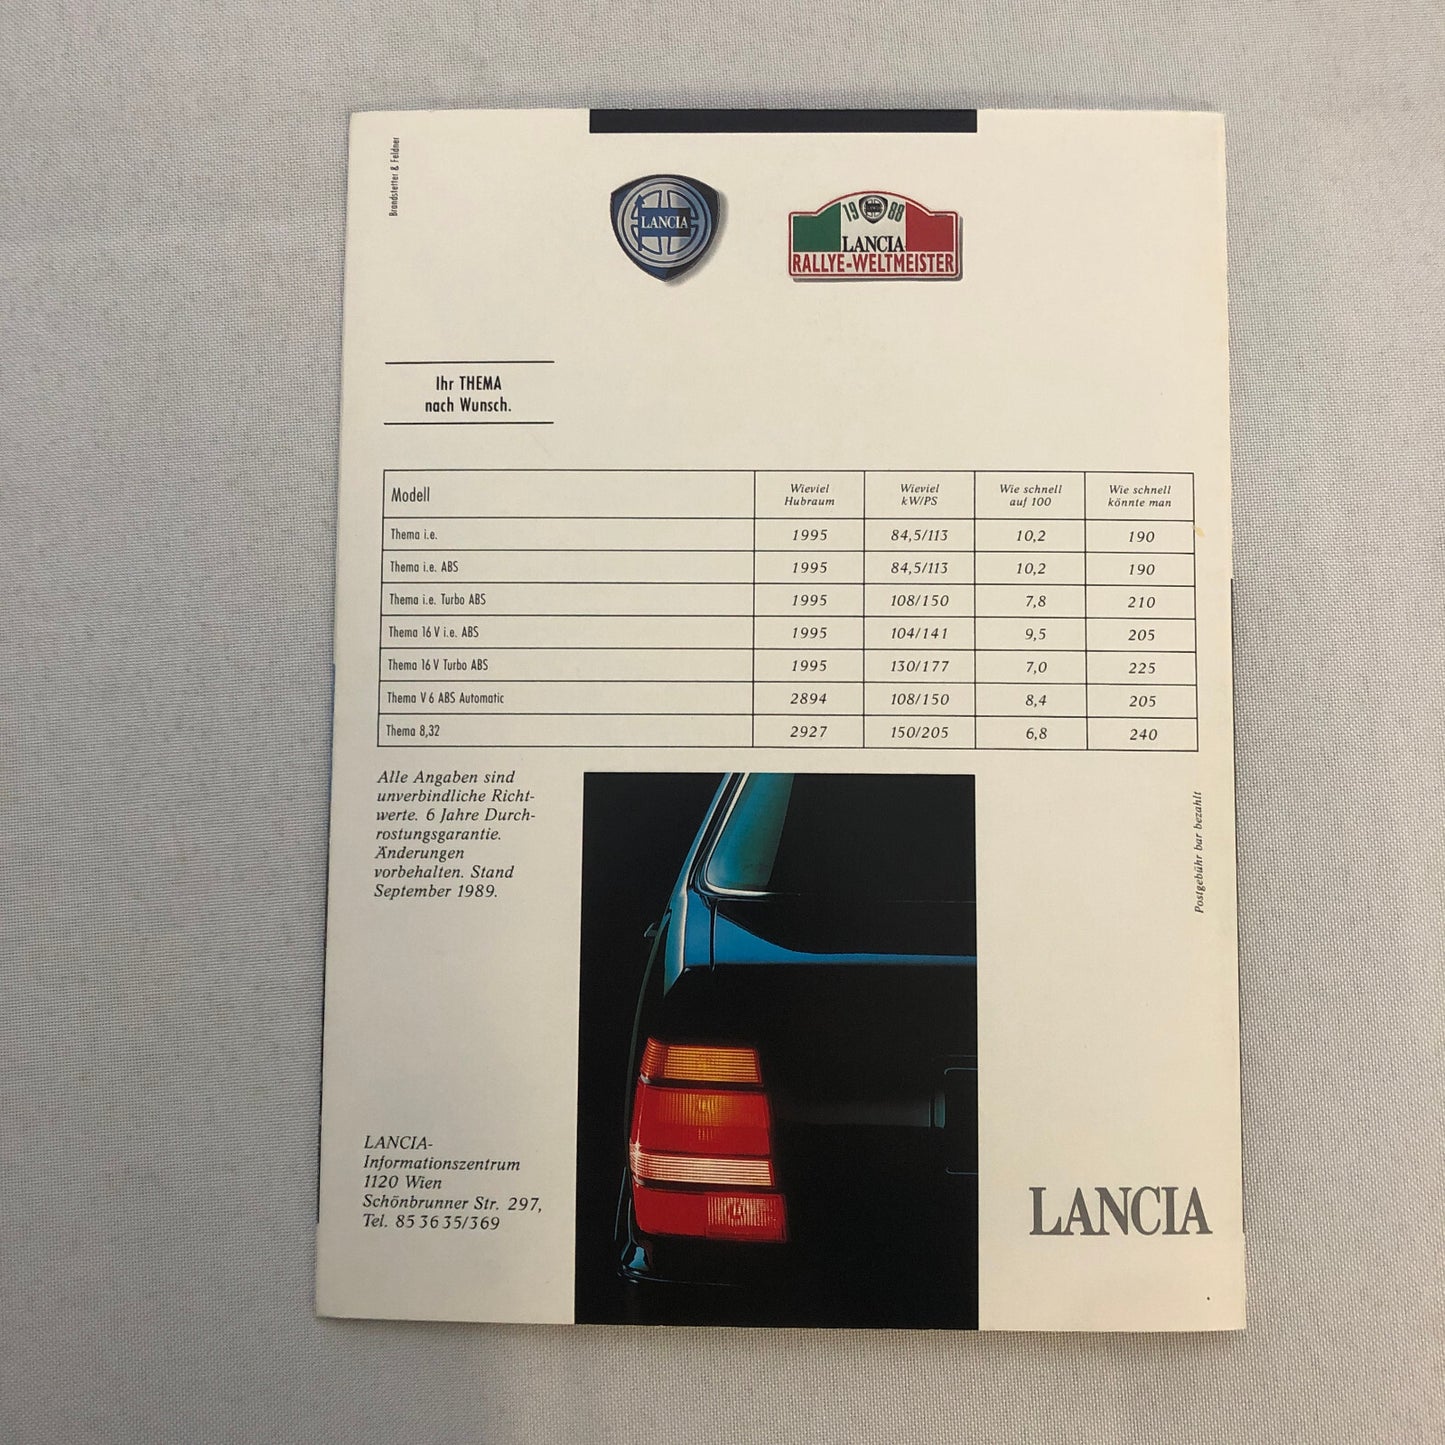 Brandstetter & Feldner
LANCIA
1988
LANCIA
RALLYE-WELTMEISTER
Ihr THEMA
nach Wunsch.
Modell Wieviel Hubraum Wieviel kW/PS Wie schnell auf 100 Wie schnell könnte man
Thema i.e. 1995 84,5/113 10,2 190
Thema i.e. ABS 1995 84,5/113 10,2 190
Thema i.e. Turbo ABS 1995 108/150 7,8 210
Thema 16 V i.e. ABS 1995 104/141 9,5 205
Thema 16 V Turbo ABS 1995 130/177 7,0 225
Thema V 6 ABS Automatic 2894 108/150 8,4 205
Thema 8,32 2927 150/205 6,8 240
Alle Angaben sind
unverbindliche Richt-
werte. 6 Jahre Durch-
rostungsgarantie.
Änderungen
vorbehalten. Stand
September 1989.
Postgebühr bar bezahlt
LANCIA-
Informationszentrum
1120 Wien
Schönbrunner Str. 297,
Tel. 85 36 35/369
LANCIA